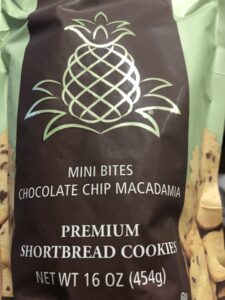 MINI BITES
CHOCOLATE CHIP MACADAMIA
PREMIUM
SHORTBREAD COOKIES
NET WT 16 OZ (454g)